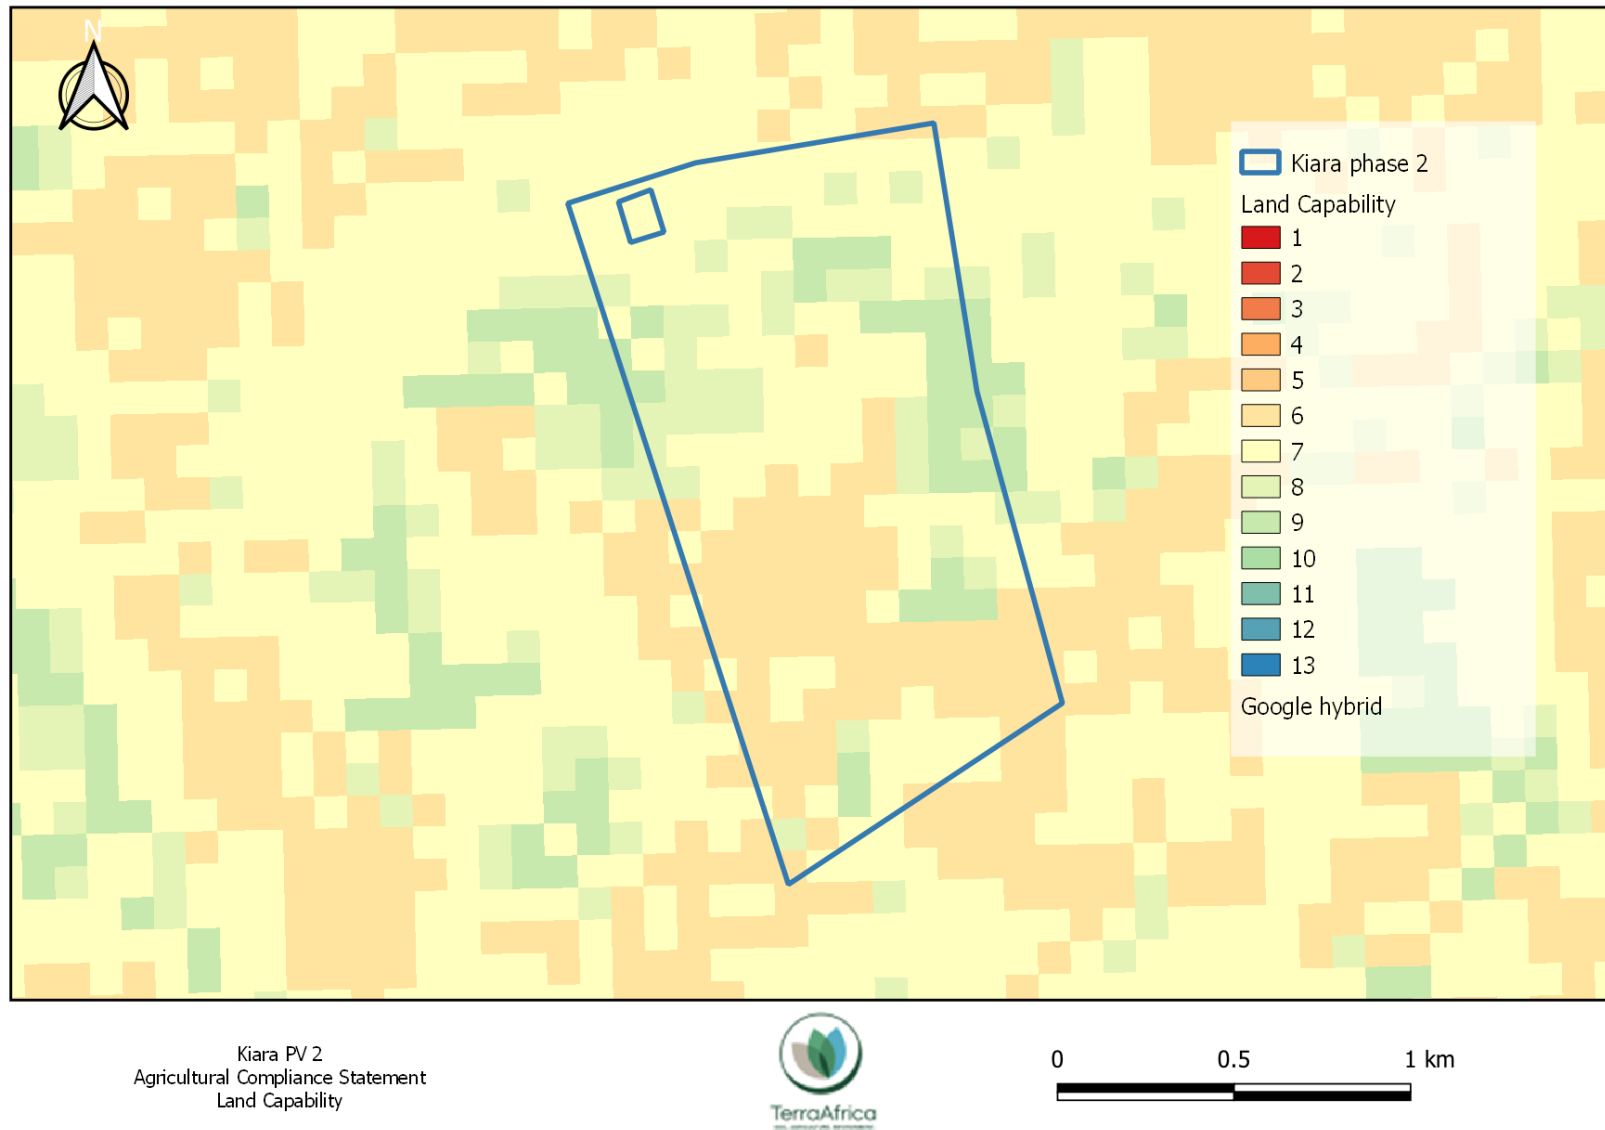 N
Kiara phase 2
Land Capability
1
2
3
4
5
6
7
8
9
10
11
12
13
Google hybrid
Kiara PV 2
Agricultural Compliance Statement
Land Capability
TerraAfrica
0 0.5 1 km